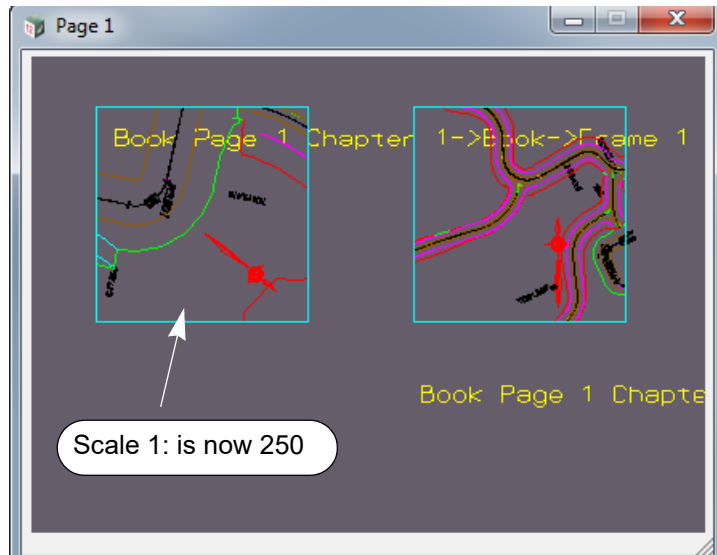 Page 1
Book Page 1 Chapter 1->Book->Frame 1
Book Page 1 Chapte
Scale 1: is now 250